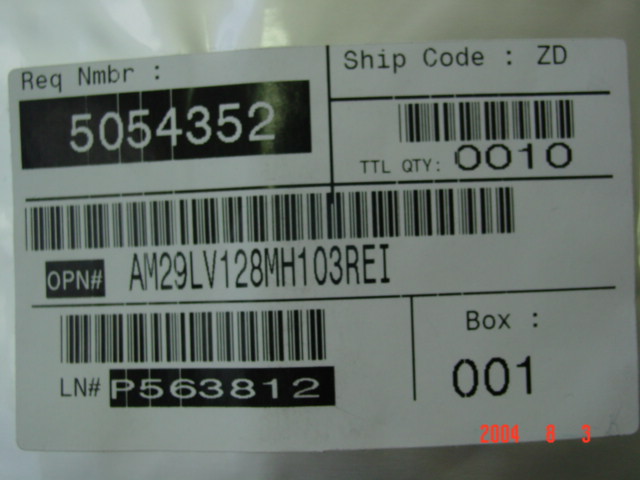 Req Nmbr :
5054352
Ship Code : ZD
TTL QTY: 0010
OPN# AM29LV128MH103REI
LN# P563812
Box :
001
2004 8 3